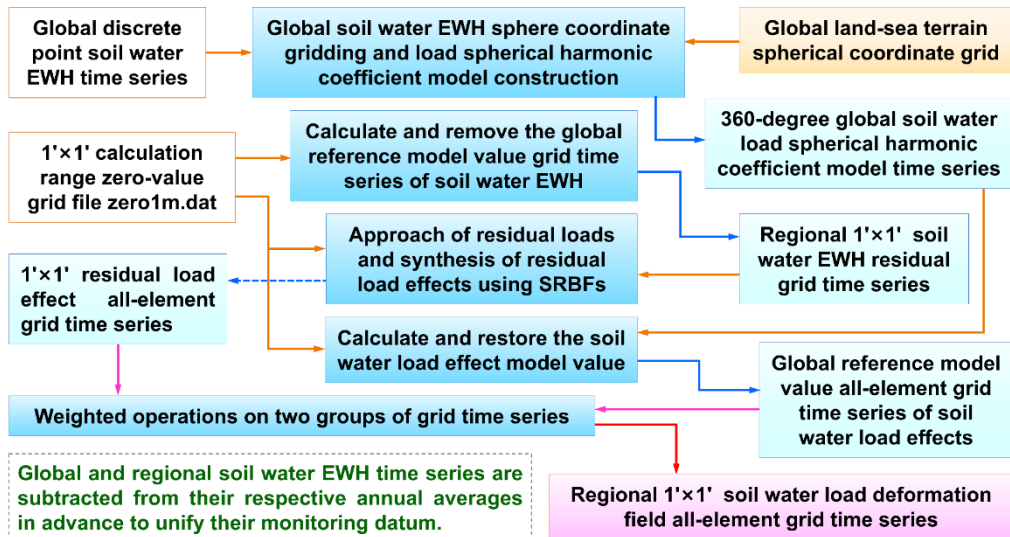 Global discrete
point soil water
EWH time series
Global soil water EWH sphere coordinate
gridding and load spherical harmonic
coefficient model construction
Global land-sea terrain
spherical coordinate grid
1'×1' calculation
range zero-value
grid file zero1m.dat
Calculate and remove the global
reference model value grid time
series of soil water EWH
360-degree global soil water
load spherical harmonic
coefficient model time series
Approach of residual loads
and synthesis of residual
load effects using SRBFs
Regional 1'×1' soil
water EWH residual
grid time series
1'×1' residual load
effect all-element
grid time series
Calculate and restore the soil
water load effect model value
Global reference model
value all-element grid
time series of soil
water load effects
Weighted operations on two groups of grid time series
Global and regional soil water EWH time series are
subtracted from their respective annual averages
in advance to unify their monitoring datum.
Regional 1'×1' soil water load deformation
field all-element grid time series